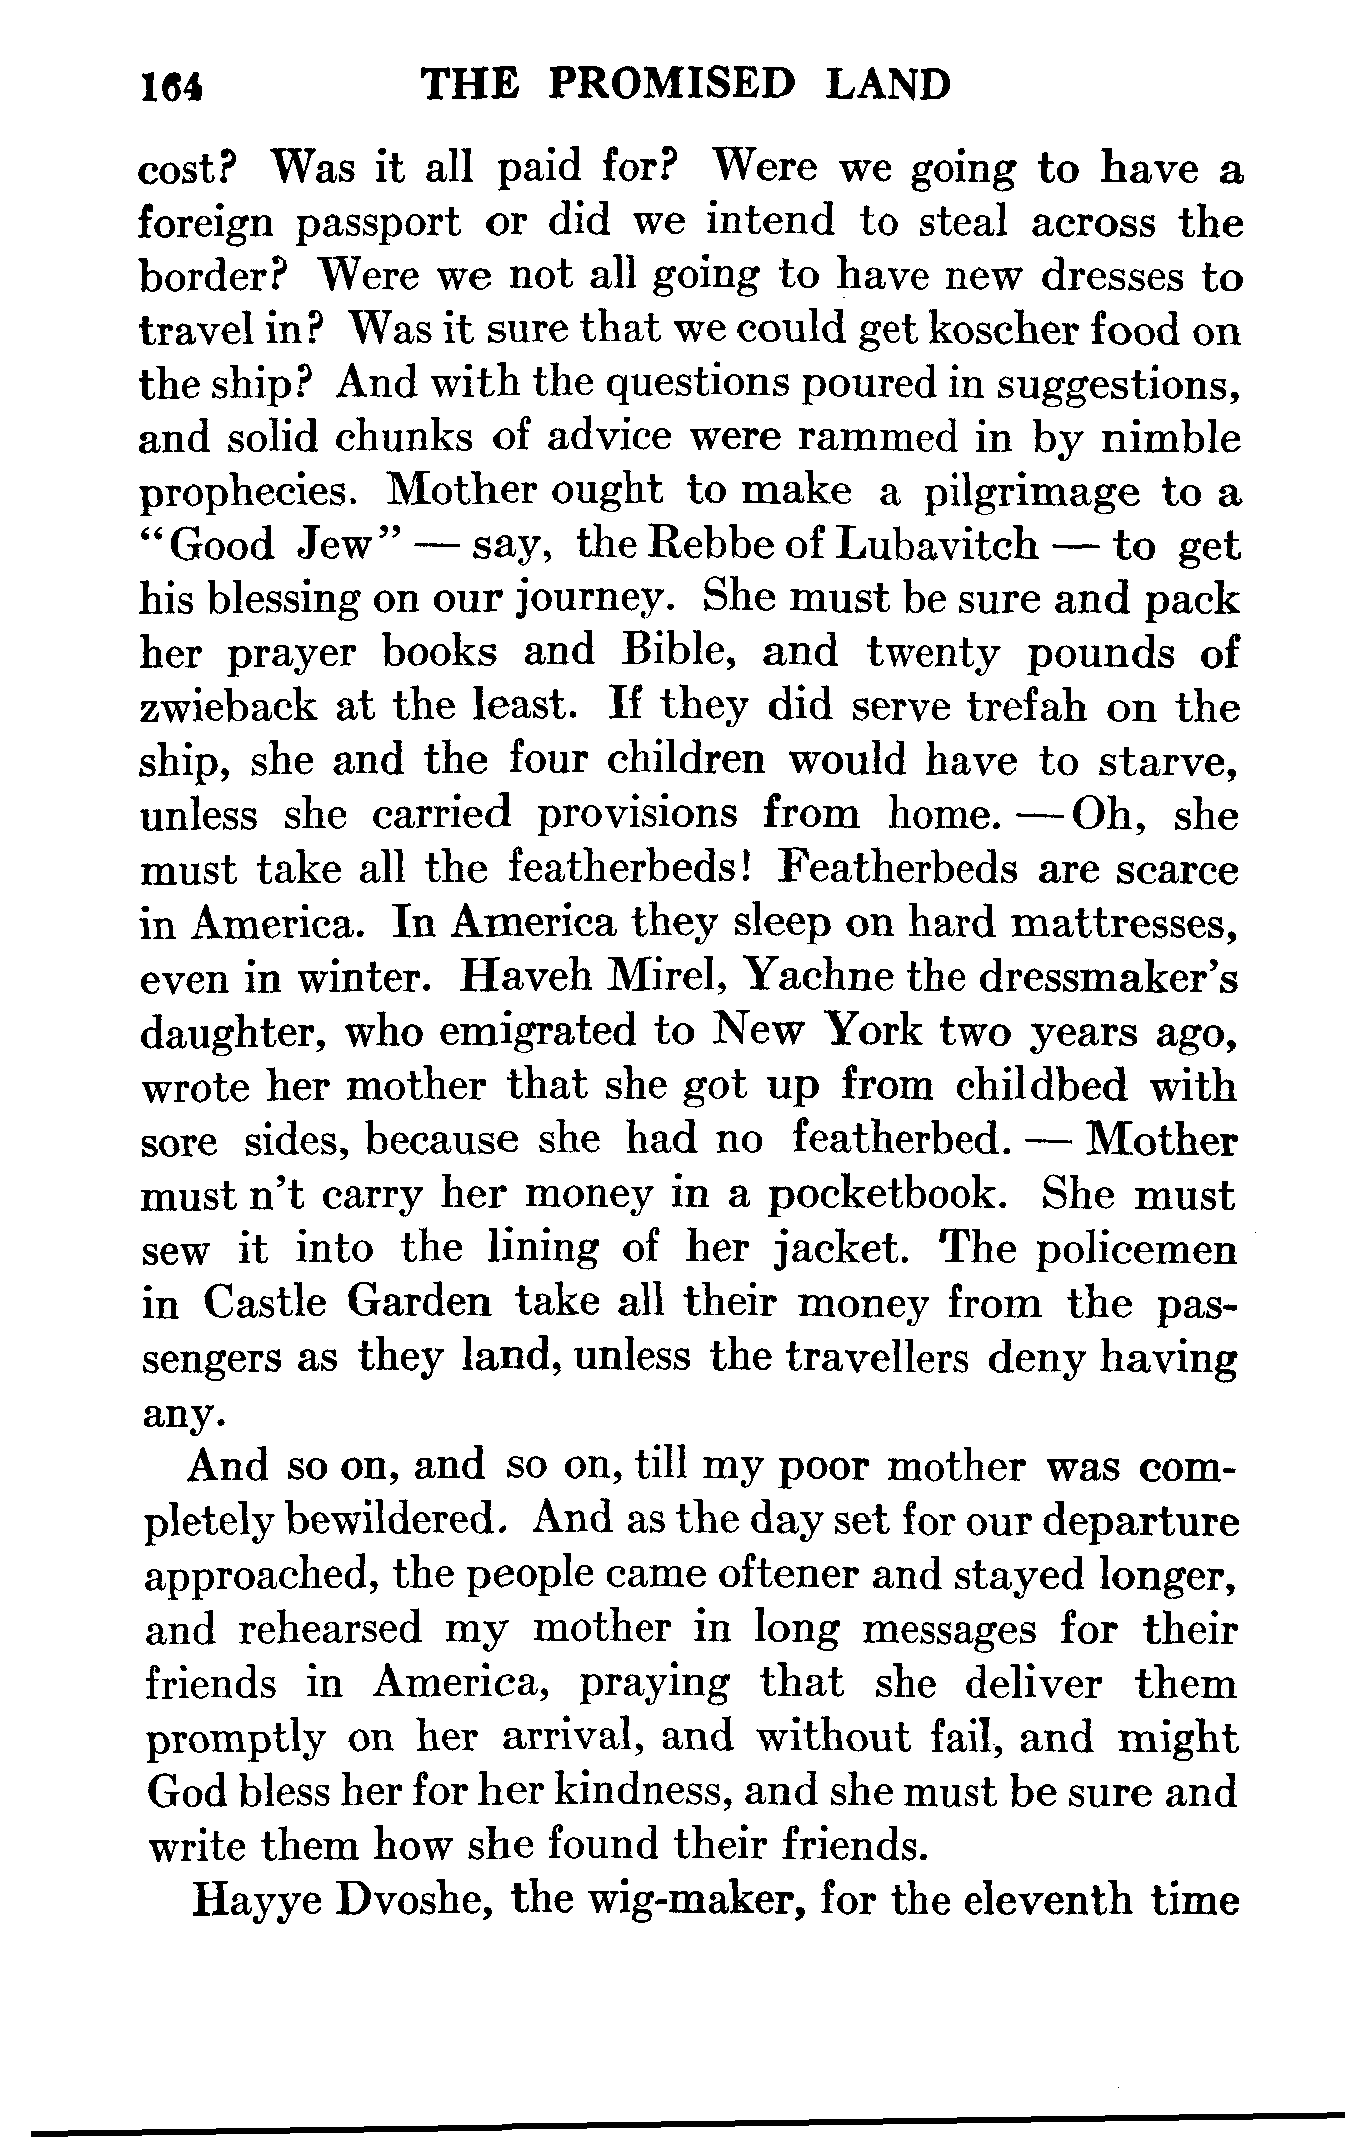 164 THE PROMISED LAND
cost? Was it all paid for? Were we going to have a
foreign passport or did we intend to steal across the
border? Were we not all going to have new dresses to
travel in? Was it sure that we could get koscher food on
the ship? And with the questions poured in suggestions,
and solid chunks of advice were rammed in by nimble
prophecies. Mother ought to make a pilgrimage to a
“Good Jew” — say, the Rebbe of Lubavitch — to get
his blessing on our journey. She must be sure and pack
her prayer books and Bible, and twenty pounds of
zwieback at the least. If they did serve trefah on the
ship, she and the four children would have to starve,
unless she carried provisions from home. — Oh, she
must take all the featherbeds! Featherbeds are scarce
in America. In America they sleep on hard mattresses,
even in winter. Haveh Mirel, Yachne the dressmaker's
daughter, who emigrated to New York two years ago,
wrote her mother that she got up from childbed with
sore sides, because she had no featherbed. — Mother
must n't carry her money in a pocketbook. She must
sew it into the lining of her jacket. The policemen
in Castle Garden take all their money from the pas-
sengers as they land, unless the travellers deny having
any.
And so on, and so on, till my poor mother was com-
pletely bewildered. And as the day set for our departure
approached, the people came oftener and stayed longer,
and rehearsed my mother in long messages for their
friends in America, praying that she deliver them
promptly on her arrival, and without fail, and might
God bless her for her kindness, and she must be sure and
write them how she found their friends.
Hayye Dvoshe, the wig-maker, for the eleventh time